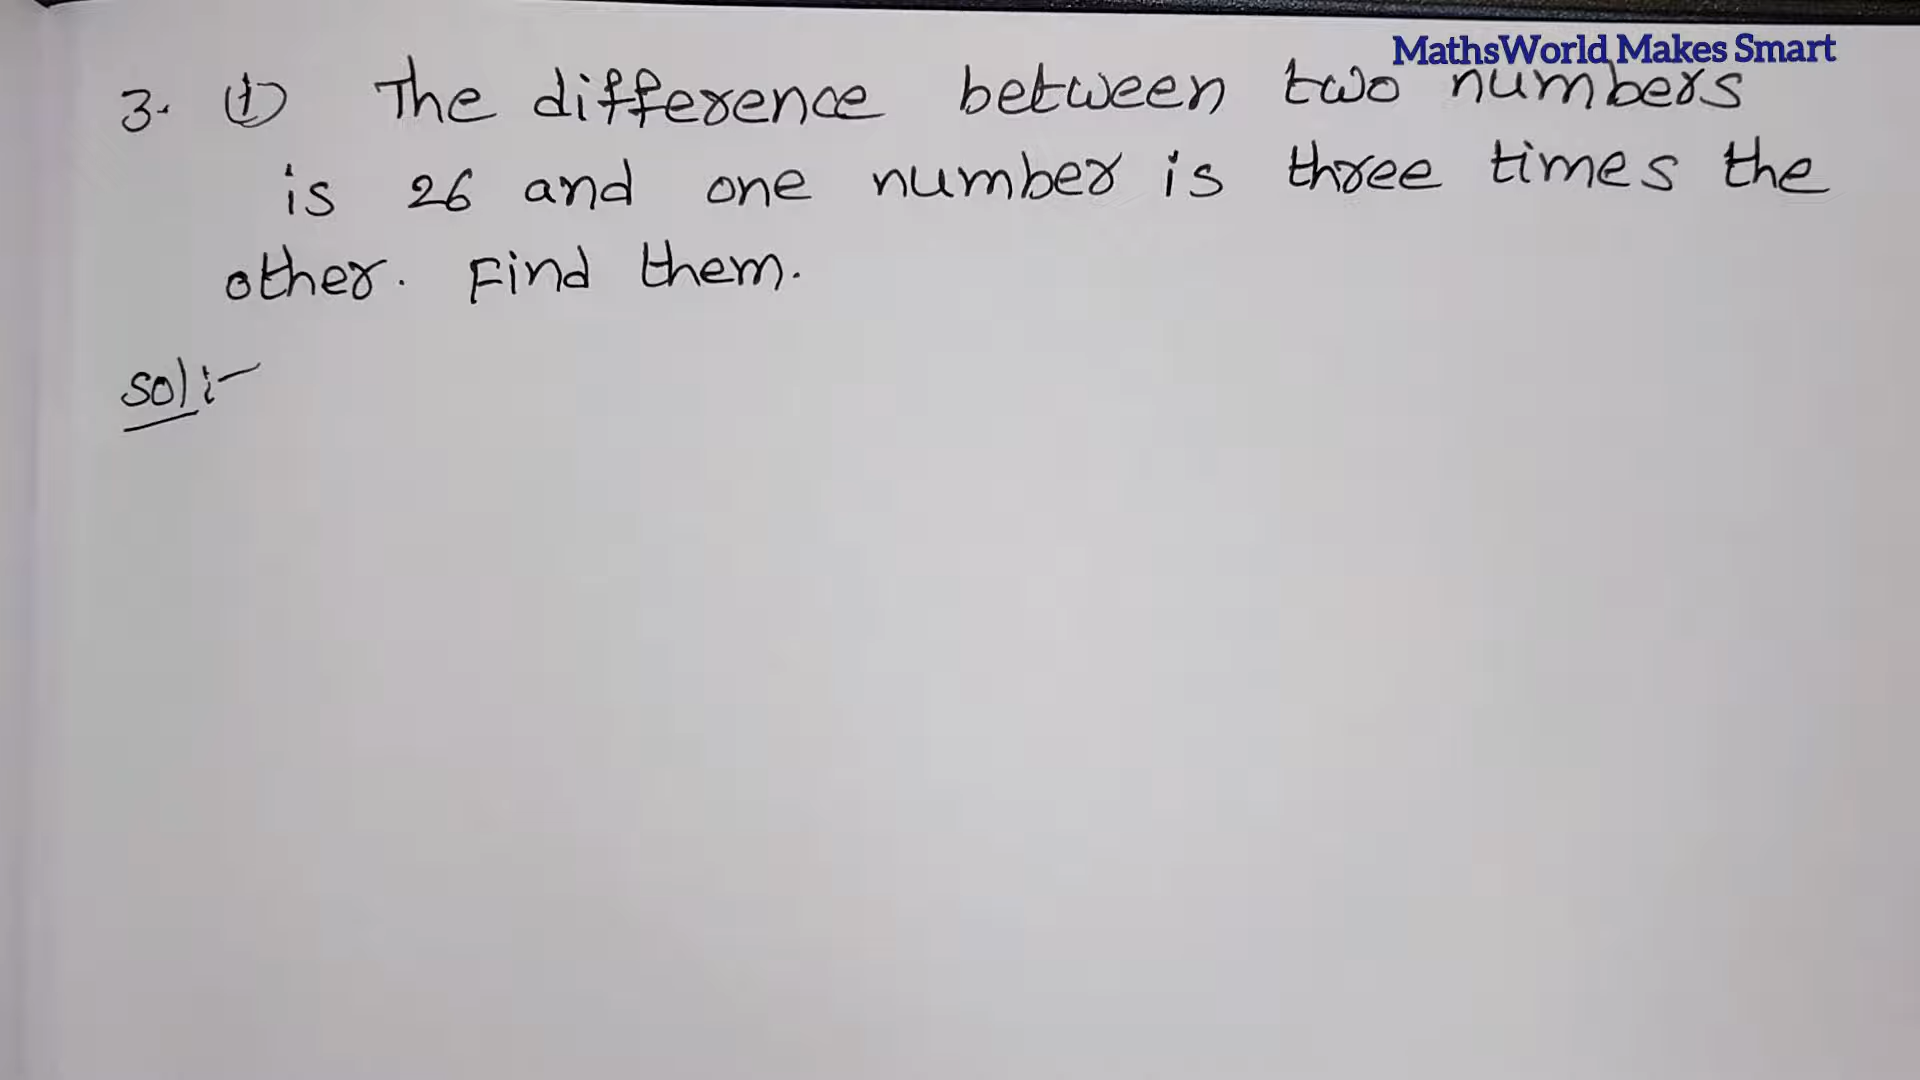 MathsWorld Makes Smart
3. (i) The difference between two numbers
is 26 and one number is three times the
other. Find them.
Sol:-